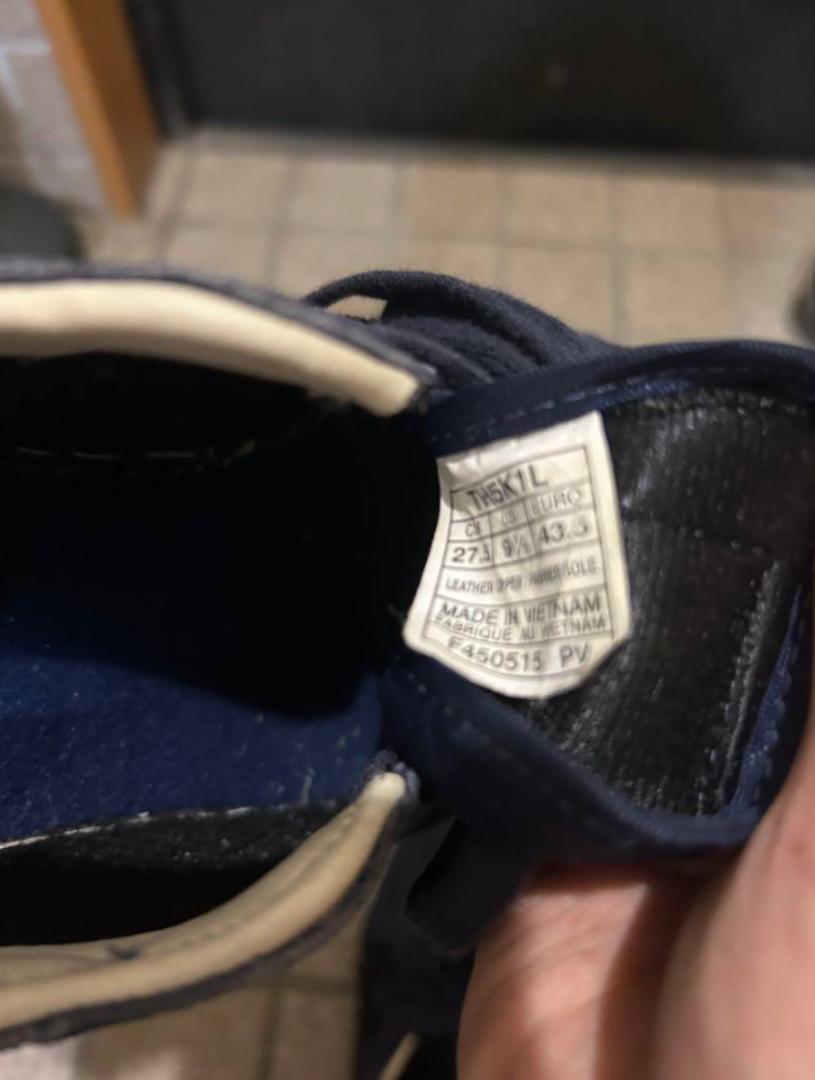 TH5K1L
CM US EURO
27.5 9½ 43.5
LEATHER UPPER RUBBER SOLE
MADE IN VIETNAM
FABRIQUE AU VIETNAM
F450515 PV